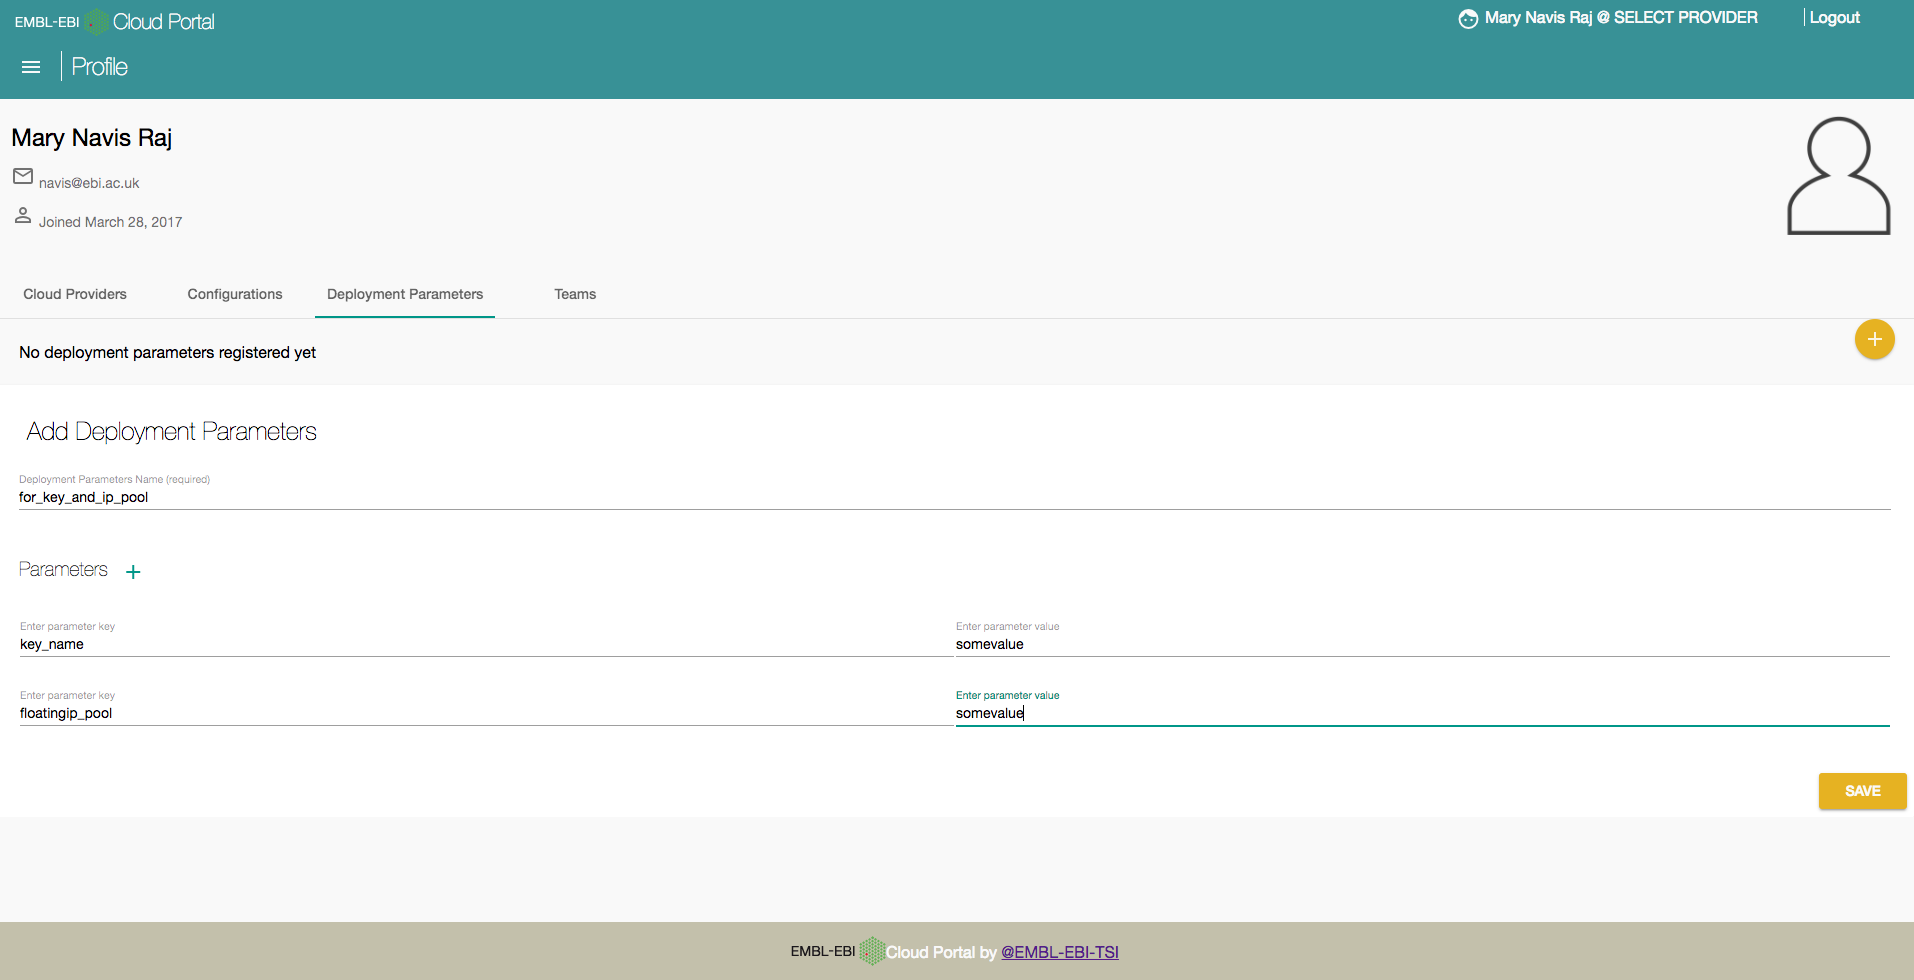 EMBL-EBI Cloud Portal
Mary Navis Raj @ SELECT PROVIDER
Logout
Profile
Mary Navis Raj
navis@ebi.ac.uk
Joined March 28, 2017
Cloud Providers
Configurations
Deployment Parameters
Teams
No deployment parameters registered yet
Add Deployment Parameters
Deployment Parameters Name (required)
for_key_and_ip_pool
Parameters
Enter parameter key
key_name
Enter parameter value
somevalue
Enter parameter key
floatingip_pool
Enter parameter value
somevalue
SAVE
EMBL-EBI Cloud Portal by @EMBL-EBI-TSI